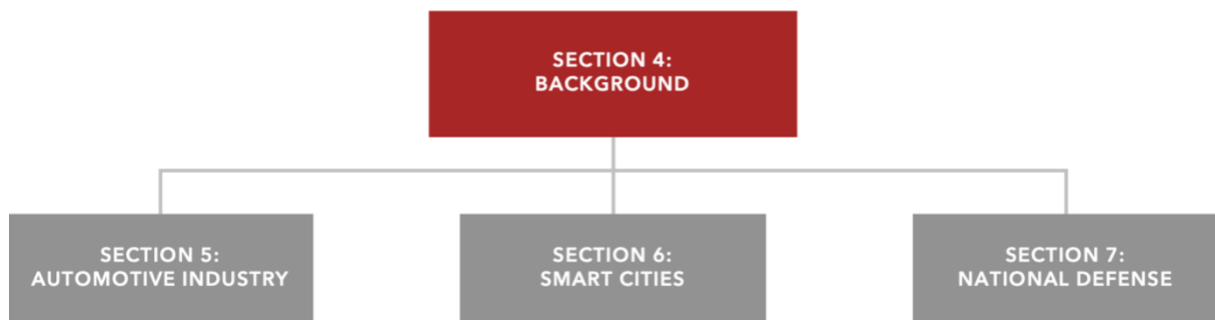 SECTION 4:
BACKGROUND
SECTION 5:
AUTOMOTIVE INDUSTRY
SECTION 6:
SMART CITIES
SECTION 7:
NATIONAL DEFENSE